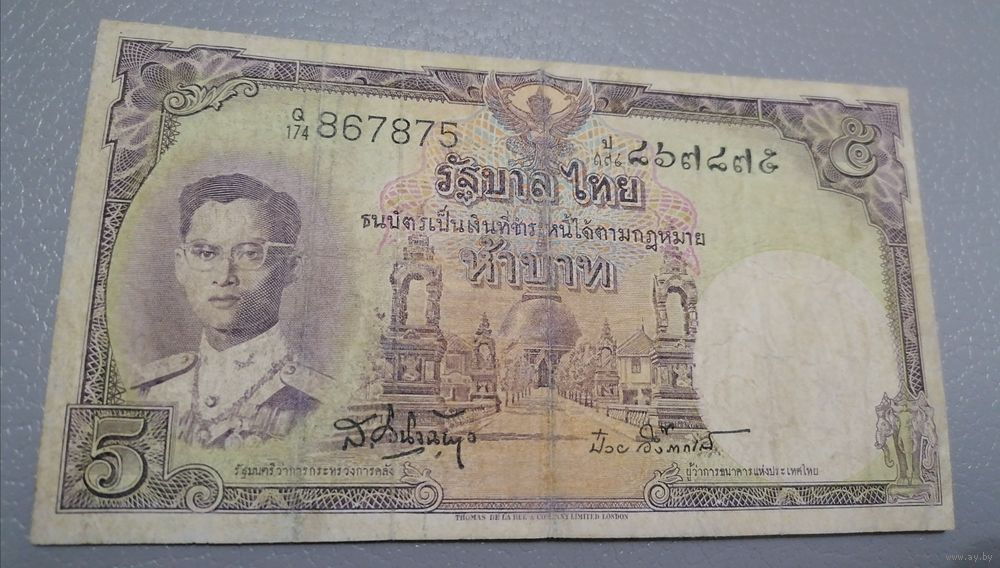 Q
174 867875
๕
ป
๑๗๔ ๘๖๗๘๗๕
รัฐบาลไทย
ธนบัตรเป็นเงินที่ชำระหนี้ได้ตามกฎหมาย
ห้าบาท
5
รัฐมนตรีว่าการกระทรวงการคลัง
ผู้ว่าการธนาคารแห่งประเทศไทย
THOMAS DE LA RUE & COMPANY LIMITED LONDON
www.ay.by